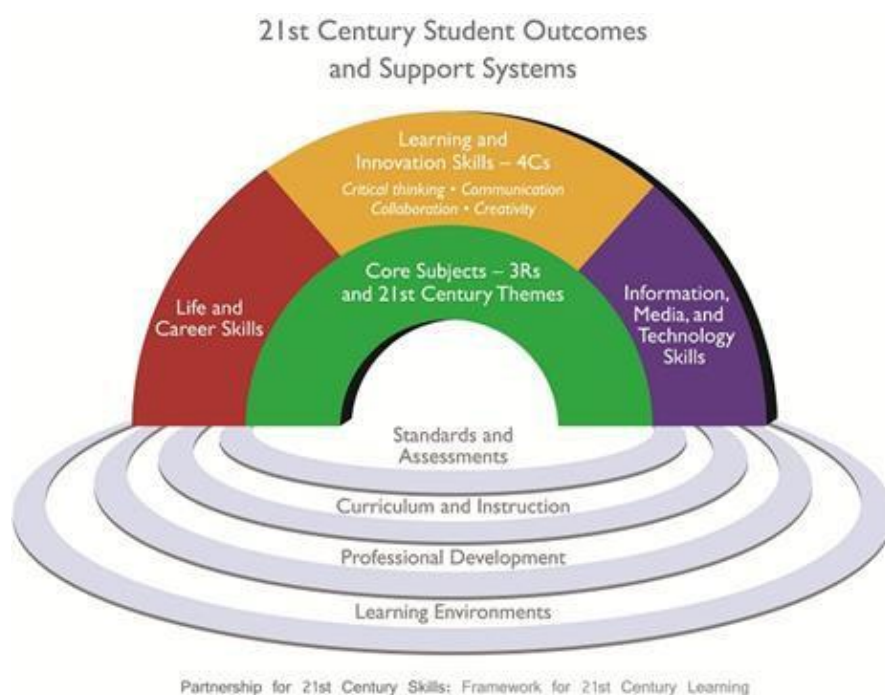 21st Century Student Outcomes
and Support Systems
Learning and
Innovation Skills – 4Cs
Critical thinking • Communication
Collaboration • Creativity
Core Subjects – 3Rs
and 21st Century Themes
Life and
Career Skills
Information,
Media, and
Technology
Skills
Standards and
Assessments
Curriculum and Instruction
Professional Development
Learning Environments
Partnership for 21st Century Skills: Framework for 21st Century Learning